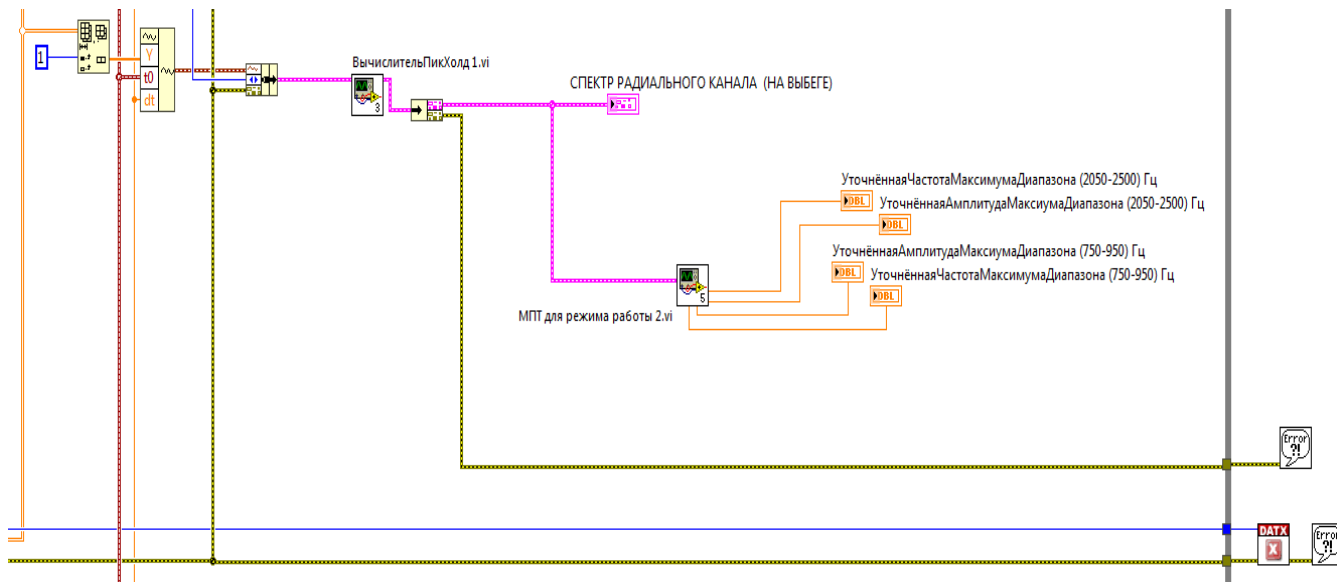 1
Y
t0
dt
ВычислительПикХолд 1.vi
3
СПЕКТР РАДИАЛЬНОГО КАНАЛА (НА ВЫБЕГЕ)
УточнённаяЧастотаМаксимумаДиапазона (2050-2500) Гц
DBL
УточнённаяАмплитудаМаксиумаДиапазона (2050-2500) Гц
DBL
УточнённаяАмплитудаМаксиумаДиапазона (750-950) Гц
DBL
УточнённаяЧастотаМаксимумаДиапазона (750-950) Гц
DBL
5
МПТ для режима работы 2.vi
Error
?!
DATX
X
Error
?!